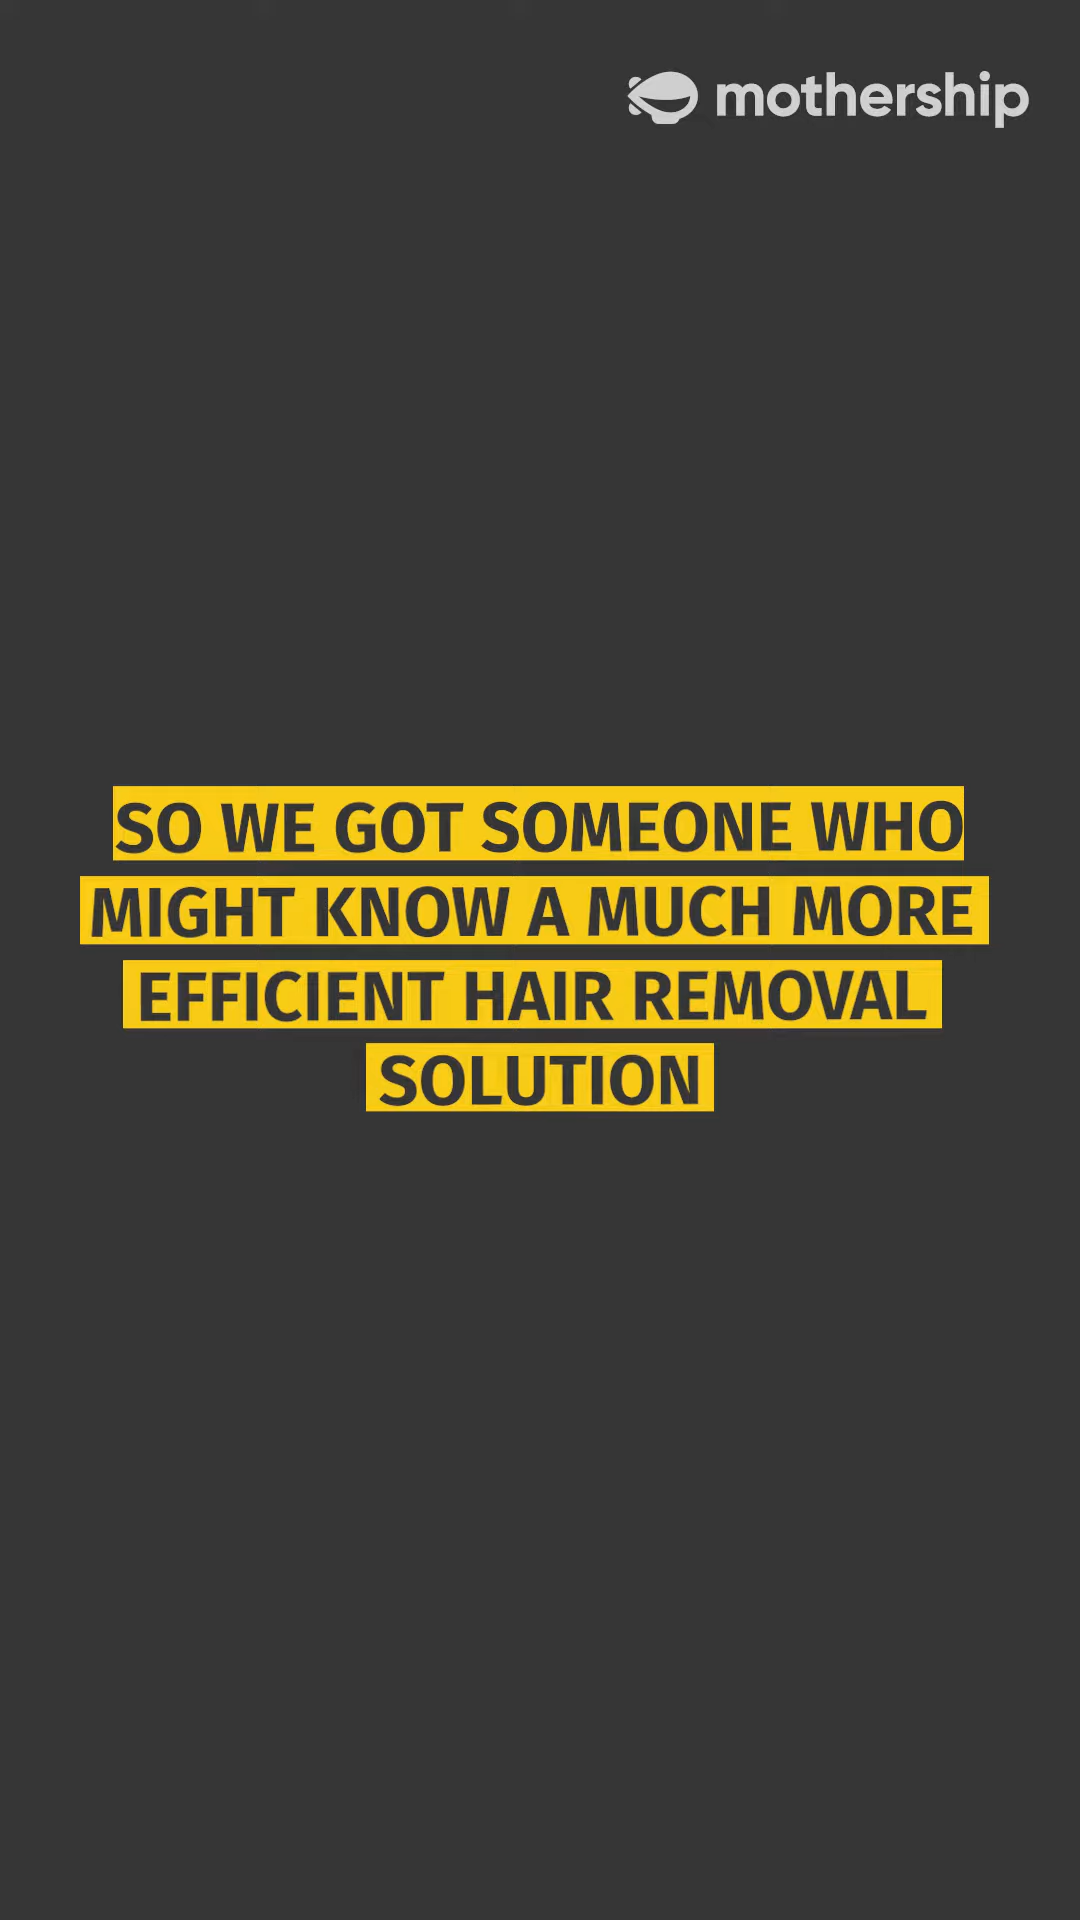 mothership
SO WE GOT SOMEONE WHO
MIGHT KNOW A MUCH MORE
EFFICIENT HAIR REMOVAL
SOLUTION